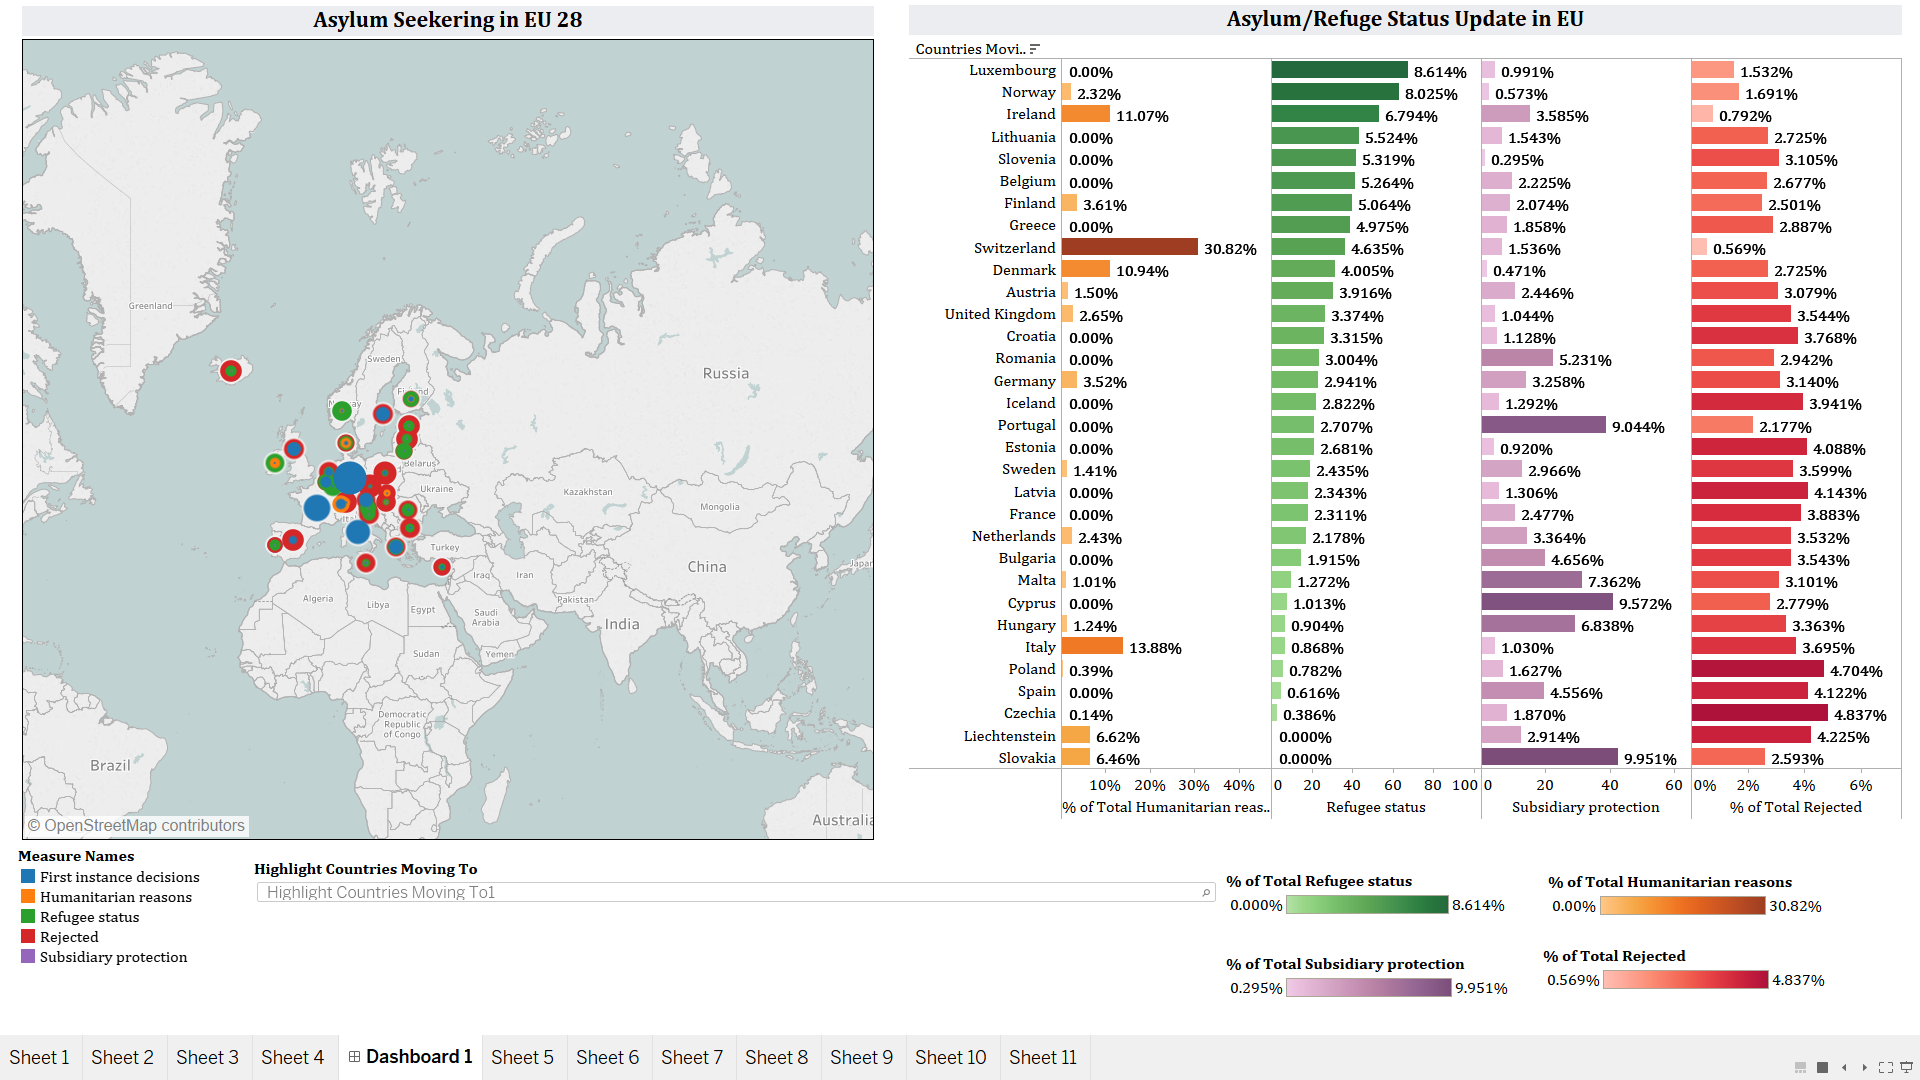 Asylum Seekering in EU 28
Greenland
Sweden
Russia
Belarus
Ukraine
Kazakhstan
Mongolia
Turkey
Iraq
Iran
China
Japan
Algeria
Libya
Egypt
Saudi
Arabia
Pakistan
India
Sudan
Yemen
Democratic
Republic
of Congo
Brazil
Australia
© OpenStreetMap contributors
Asylum/Refuge Status Update in EU
Countries Movi..
Luxembourg 0.00% 8.614% 0.991% 1.532%
Norway 2.32% 8.025% 0.573% 1.691%
Ireland 11.07% 6.794% 3.585% 0.792%
Lithuania 0.00% 5.524% 1.543% 2.725%
Slovenia 0.00% 5.319% 0.295% 3.105%
Belgium 0.00% 5.264% 2.225% 2.677%
Finland 3.61% 5.064% 2.074% 2.501%
Greece 0.00% 4.975% 1.858% 2.887%
Switzerland 30.82% 4.635% 1.536% 0.569%
Denmark 10.94% 4.005% 0.471% 2.725%
Austria 1.50% 3.916% 2.446% 3.079%
United Kingdom 2.65% 3.374% 1.044% 3.544%
Croatia 0.00% 3.315% 1.128% 3.768%
Romania 0.00% 3.004% 5.231% 2.942%
Germany 3.52% 2.941% 3.258% 3.140%
Iceland 0.00% 2.822% 1.292% 3.941%
Portugal 0.00% 2.707% 9.044% 2.177%
Estonia 0.00% 2.681% 0.920% 4.088%
Sweden 1.41% 2.435% 2.966% 3.599%
Latvia 0.00% 2.343% 1.306% 4.143%
France 0.00% 2.311% 2.477% 3.883%
Netherlands 2.43% 2.178% 3.364% 3.532%
Bulgaria 0.00% 1.915% 4.656% 3.543%
Malta 1.01% 1.272% 7.362% 3.101%
Cyprus 0.00% 1.013% 9.572% 2.779%
Hungary 1.24% 0.904% 6.838% 3.363%
Italy 13.88% 0.868% 1.030% 3.695%
Poland 0.39% 0.782% 1.627% 4.704%
Spain 0.00% 0.616% 4.556% 4.122%
Czechia 0.14% 0.386% 1.870% 4.837%
Liechtenstein 6.62% 0.000% 2.914% 4.225%
Slovakia 6.46% 0.000% 9.951% 2.593%
10% 20% 30% 40% 0 20 40 60 80 100 0 20 40 60 0% 2% 4% 6%
% of Total Humanitarian reas.. Refugee status Subsidiary protection % of Total Rejected
Measure Names
First instance decisions
Humanitarian reasons
Refugee status
Rejected
Subsidiary protection
Highlight Countries Moving To
Highlight Countries Moving To1
% of Total Refugee status
0.000% 8.614%
% of Total Humanitarian reasons
0.00% 30.82%
% of Total Subsidiary protection
0.295% 9.951%
% of Total Rejected
0.569% 4.837%
Sheet 1 Sheet 2 Sheet 3 Sheet 4 Dashboard 1 Sheet 5 Sheet 6 Sheet 7 Sheet 8 Sheet 9 Sheet 10 Sheet 11